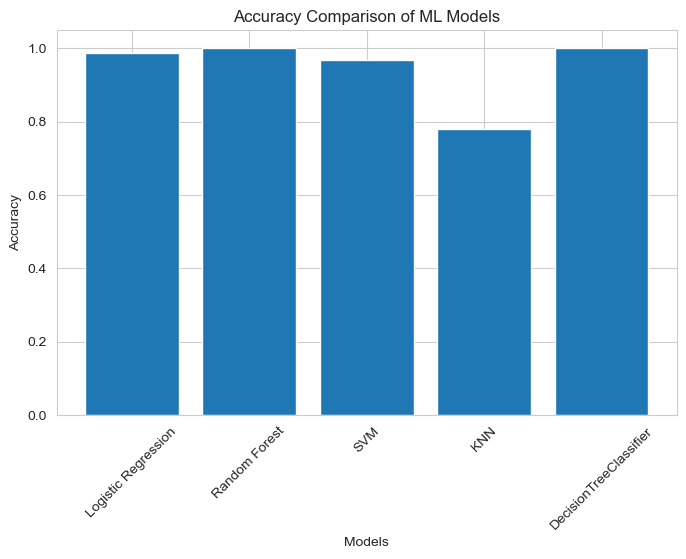 Accuracy Comparison of ML Models
1.0
0.8
0.6
0.4
0.2
0.0
Accuracy
Logistic Regression
Random Forest
SVM
KNN
DecisionTreeClassifier
Models